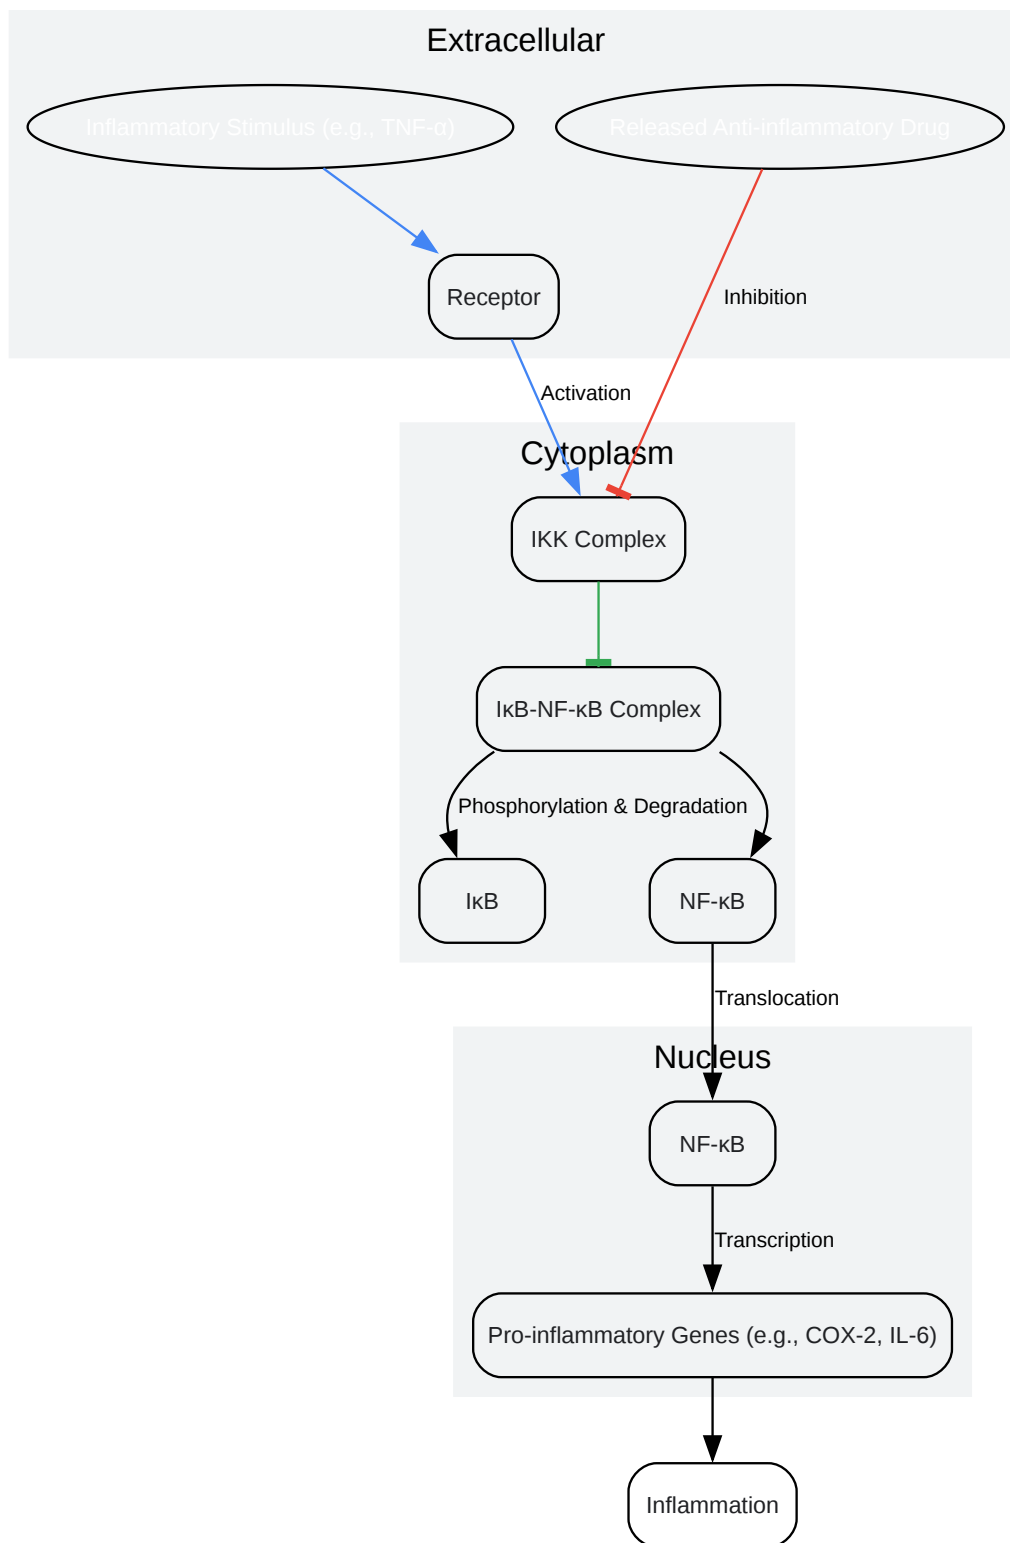 Extracellular
Inflammatory Stimulus (e.g., TNF-α)
Released Anti-inflammatory Drug
Receptor
Inhibition
Activation
Cytoplasm
IKK Complex
IκB-NF-κB Complex
Phosphorylation & Degradation
IκB
NF-κB
Translocation
Nucleus
NF-κB
Transcription
Pro-inflammatory Genes (e.g., COX-2, IL-6)
Inflammation